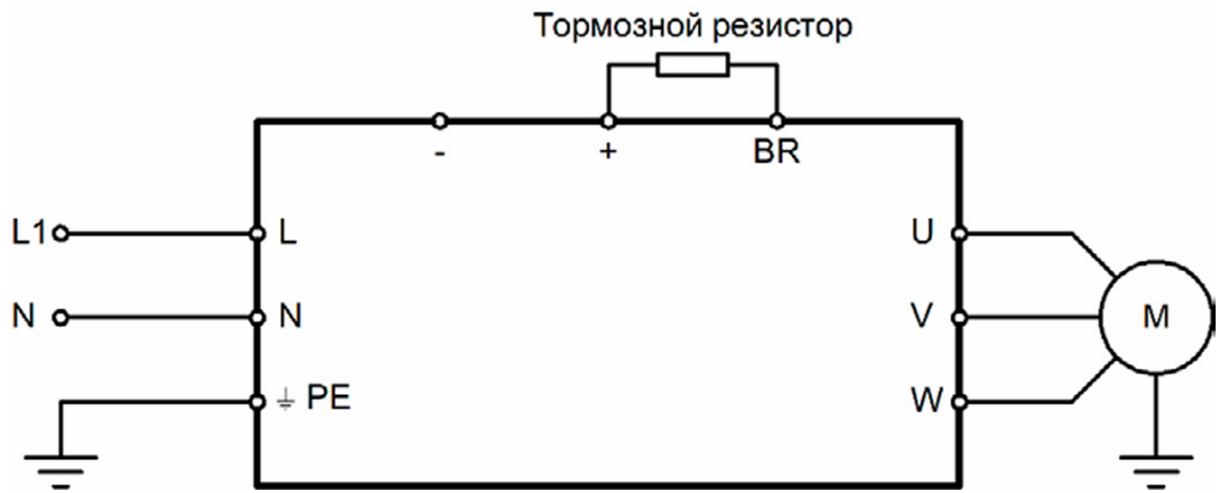 Тормозной резистор
- + BR
L1 L U
N N V M
PE W